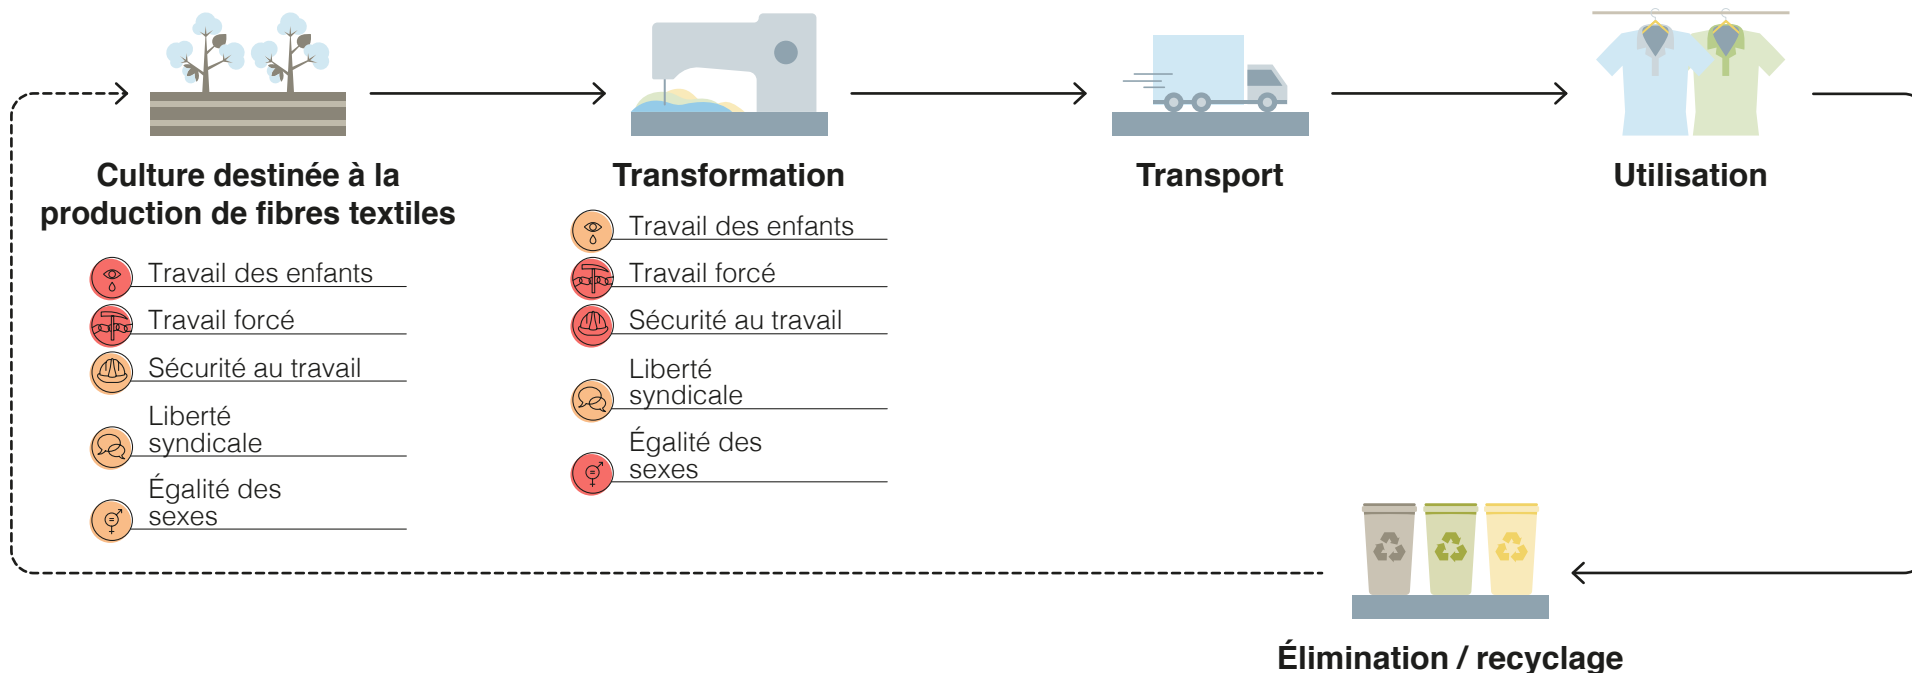 Culture destinée à la
production de fibres textiles
Travail des enfants
Travail forcé
Sécurité au travail
Liberté
syndicale
Égalité des
sexes
Transformation
Travail des enfants
Travail forcé
Sécurité au travail
Liberté
syndicale
Égalité des
sexes
Transport
Utilisation
Élimination / recyclage